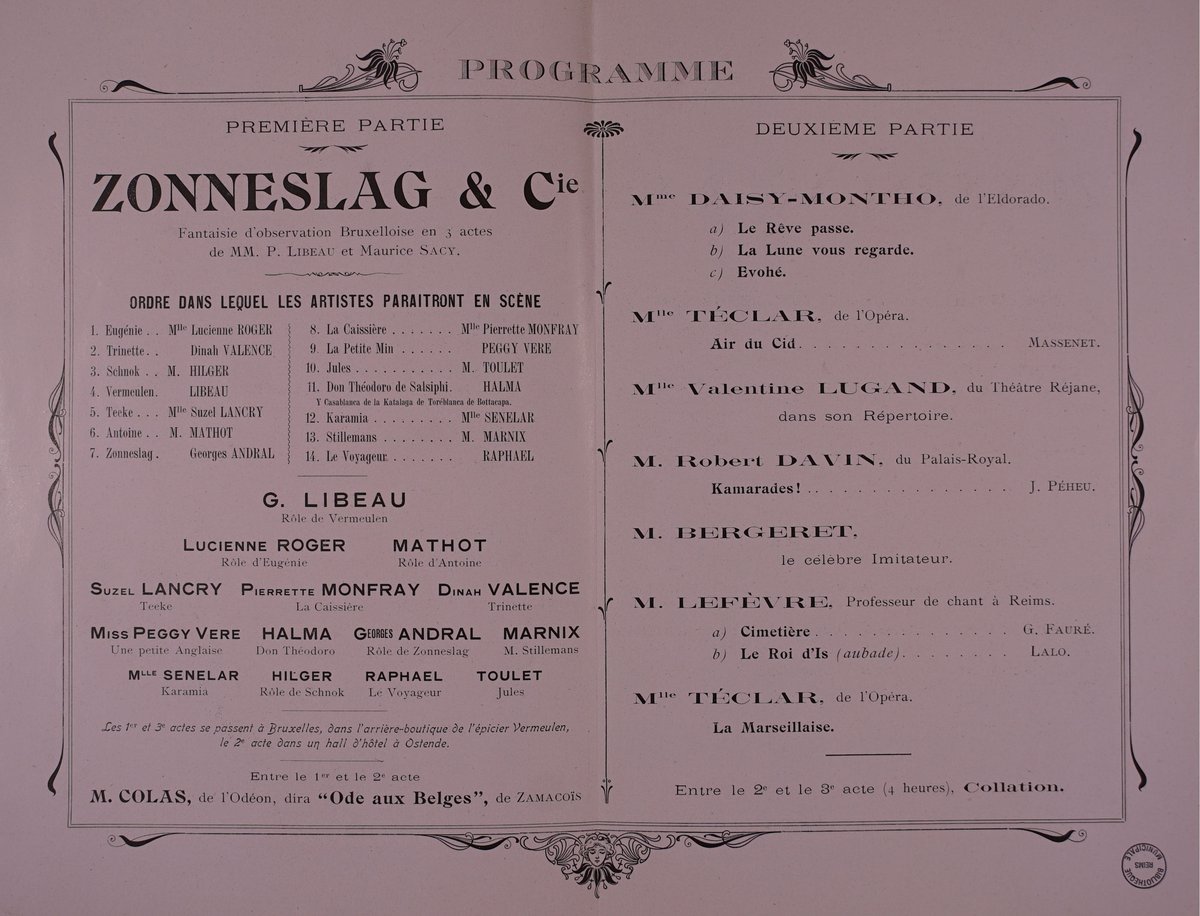 PROGRAMME
PREMIÈRE PARTIE
ZONNESLAG & Cie
Fantaisie d'observation Bruxelloise en 3 actes
de MM. P. LIBEAU et Maurice SACY.
ORDRE DANS LEQUEL LES ARTISTES PARAITRONT EN SCÈNE
1. Eugénie . . Mlle Lucienne ROGER
2. Trinette. . Dinah VALENCE
3. Schnok . . M. HILGER
4. Vermeulen. LIBEAU
5. Tecke . . . Mlle Suzel LANCRY
6. Antoine . . M. MATHOT
7. Zonneslag . Georges ANDRAL
8. La Caissière . . . . . . . Mlle Pierrette MONFRAY
9. La Petite Min . . . . . . PEGGY VERE
10. Jules . . . . . . . . . . . M. TOULET
11. Don Théodoro de Salsiphi. HALMA
Y Casablanca de la Katalaga de Toréblanca de Bottacapa.
12. Karamia . . . . . . . . . Mlle SENELAR
13. Stillemans . . . . . . . . M. MARNIX
14. Le Voyageur. . . . . . . . RAPHAEL
G. LIBEAU
Rôle de Vermeulen
LUCIENNE ROGER MATHOT
Rôle d'Eugénie Rôle d'Antoine
SUZEL LANCRY PIERRETTE MONFRAY DINAH VALENCE
Tecke La Caissière Trinette
MISS PEGGY VERE HALMA GEORGES ANDRAL MARNIX
Une petite Anglaise Don Théodoro Rôle de Zonneslag M. Stillemans
MLLE SENELAR HILGER RAPHAEL TOULET
Karamia Rôle de Schnok Le Voyageur Jules
Les 1er et 3e actes se passent à Bruxelles, dans l'arrière-boutique de l'épicier Vermeulen,
le 2e acte dans un hall d'hôtel à Ostende.
Entre le 1er et le 2e acte
M. COLAS, de l'Odéon, dira "Ode aux Belges", de ZAMACOÏS
DEUXIEME PARTIE
Mme DAISY-MONTHO, de l'Eldorado.
a) Le Rêve passe.
b) La Lune vous regarde.
c) Evohé.
Mlle TÉCLAR, de l'Opéra.
Air du Cid. . . . . . . . . . . . . . . . MASSENET.
Mlle Valentine LUGAND, du Théâtre Réjane,
dans son Répertoire.
M. Robert DAVIN, du Palais-Royal.
Kamarades! . . . . . . . . . . . . . . . . J. PÉHEU.
M. BERGERET,
le célèbre Imitateur.
M. LEFÈVRE, Professeur de chant à Reims.
a) Cimetière . . . . . . . . . . . . . . . G. FAURÉ.
b) Le Roi d'Is (aubade). . . . . . . . . LALO.
Mlle TÉCLAR, de l'Opéra.
La Marseillaise.
Entre le 2e et le 3e acte (4 heures), Collation.
BIBLIOTHÈQUE MUNICIPALE
REIMS